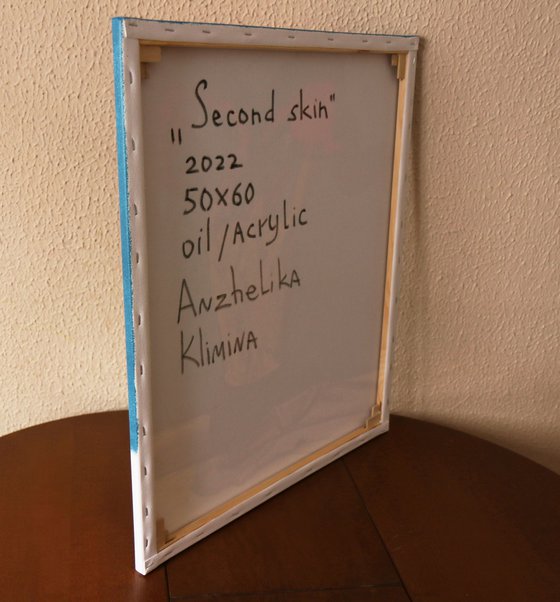 „Second skin"
2022
50x60
oil/Acrylic
Anzhelika
Klimina